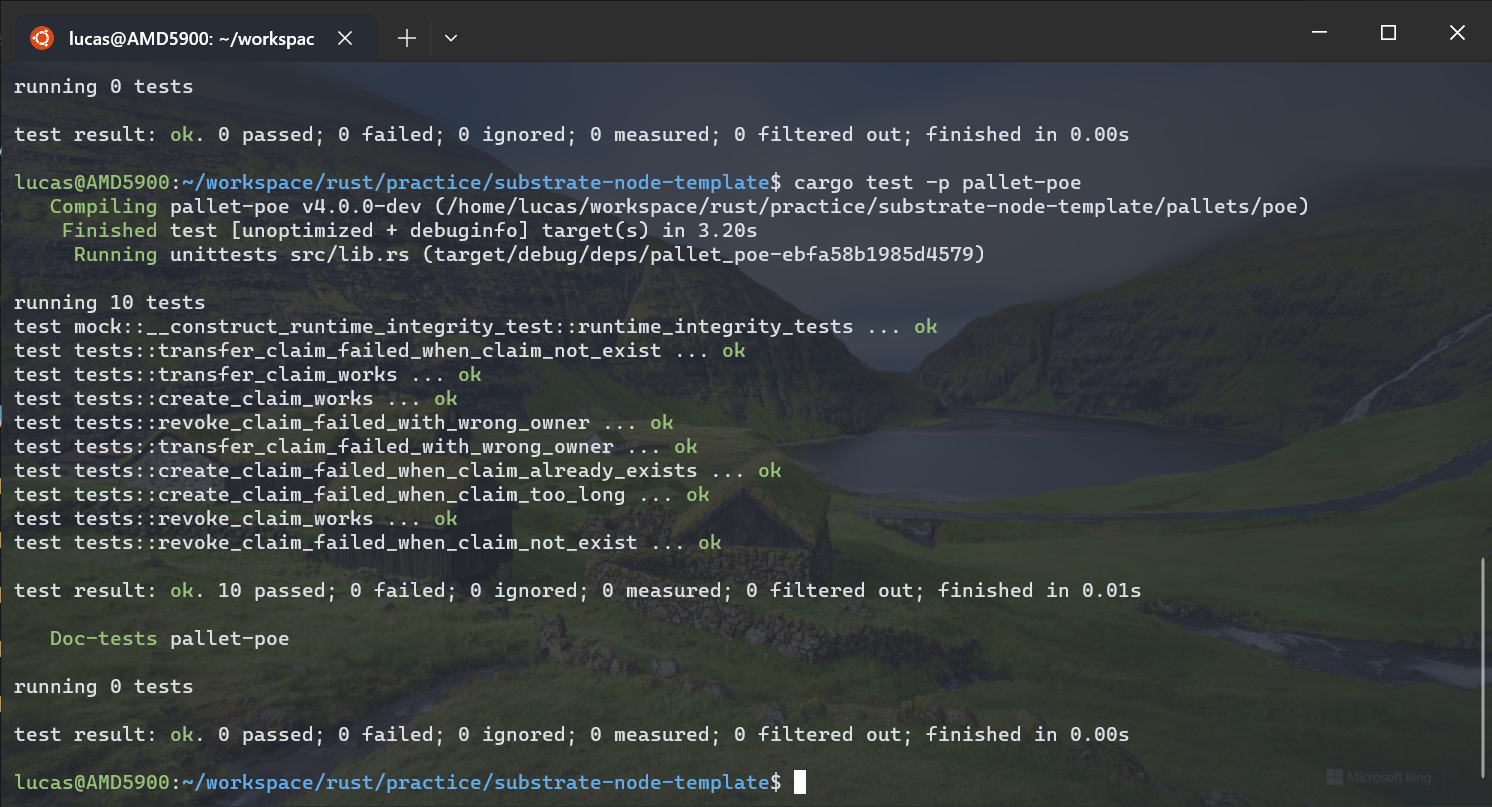 lucas@AMD5900: ~/workspac
running 0 tests
test result: ok. 0 passed; 0 failed; 0 ignored; 0 measured; 0 filtered out; finished in 0.00s
lucas@AMD5900:~/workspace/rust/practice/substrate-node-template$ cargo test -p pallet-poe
Compiling pallet-poe v4.0.0-dev (/home/lucas/workspace/rust/practice/substrate-node-template/pallets/poe)
Finished test [unoptimized + debuginfo] target(s) in 3.20s
Running unittests src/lib.rs (target/debug/deps/pallet_poe-ebfa58b1985d4579)
running 10 tests
test mock::__construct_runtime_integrity_test::runtime_integrity_tests ... ok
test tests::transfer_claim_failed_when_claim_not_exist ... ok
test tests::transfer_claim_works ... ok
test tests::create_claim_works ... ok
test tests::revoke_claim_failed_with_wrong_owner ... ok
test tests::transfer_claim_failed_with_wrong_owner ... ok
test tests::create_claim_failed_when_claim_already_exists ... ok
test tests::create_claim_failed_when_claim_too_long ... ok
test tests::revoke_claim_works ... ok
test tests::revoke_claim_failed_when_claim_not_exist ... ok
test result: ok. 10 passed; 0 failed; 0 ignored; 0 measured; 0 filtered out; finished in 0.01s
Doc-tests pallet-poe
running 0 tests
test result: ok. 0 passed; 0 failed; 0 ignored; 0 measured; 0 filtered out; finished in 0.00s
lucas@AMD5900:~/workspace/rust/practice/substrate-node-template$
Microsoft Bing